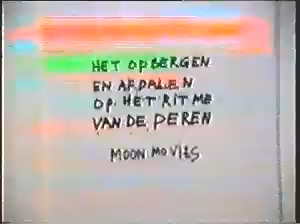 HET OPBERGEN
EN AFDALEN
OP HET RITME
VAN DE PEREN
MOON MOVIES